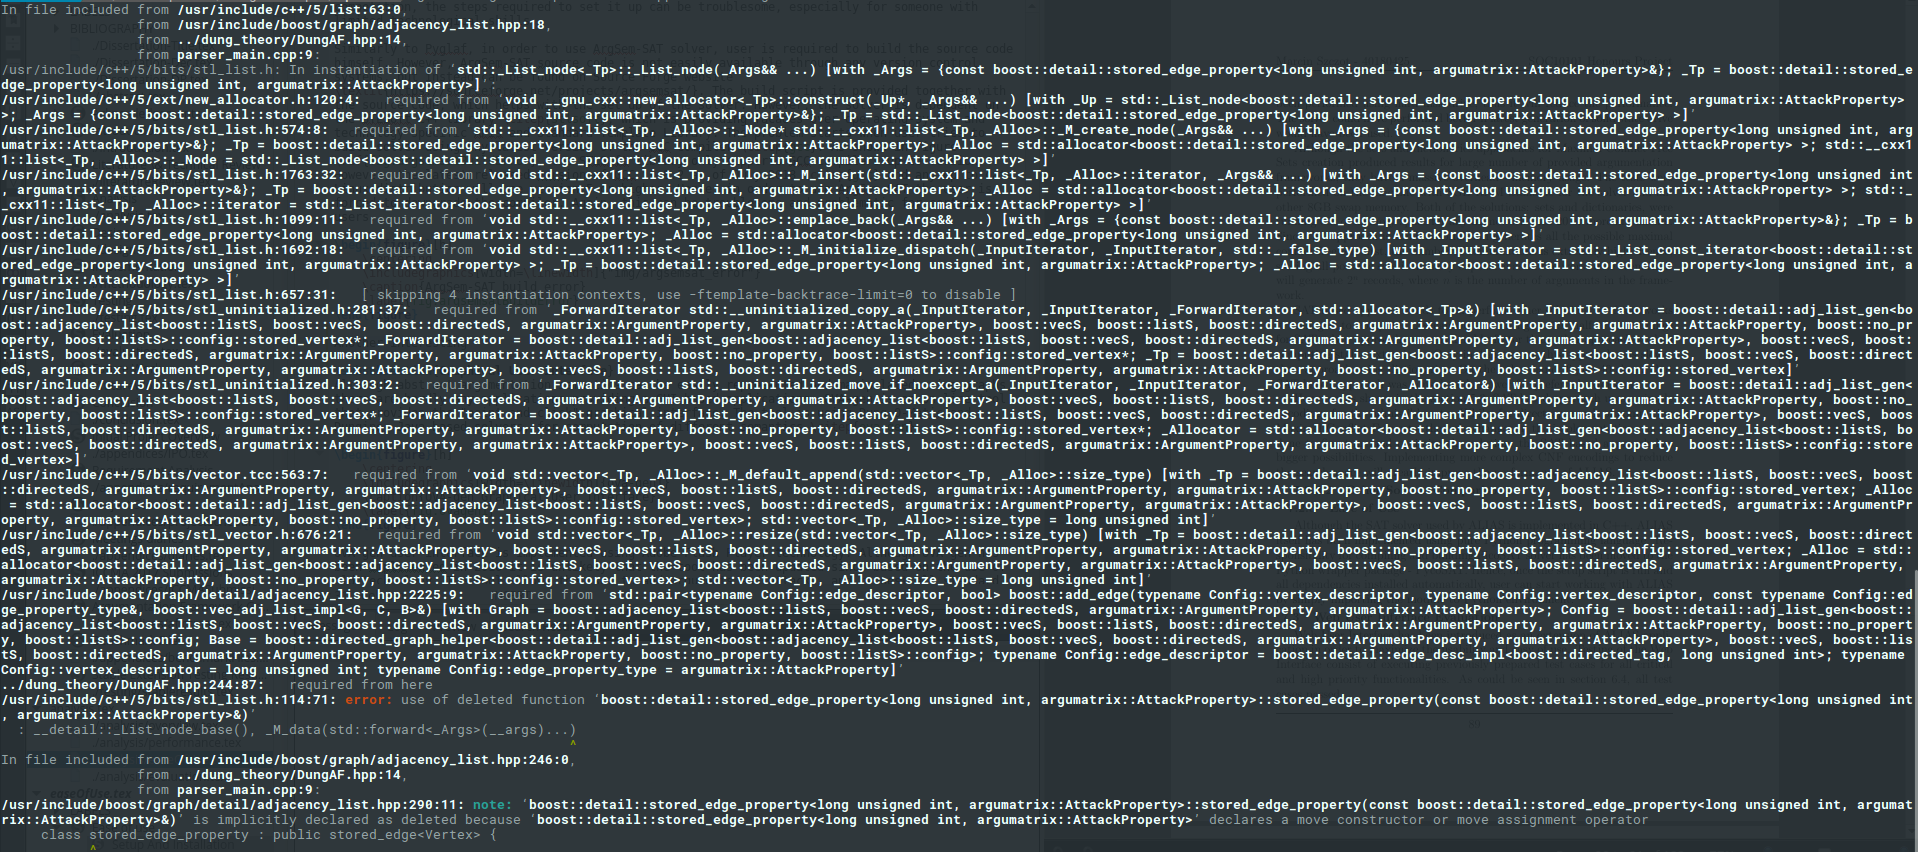 In file included from /usr/include/c++/5/list:63:0,
from /usr/include/boost/graph/adjacency_list.hpp:18,
from ../dung_theory/DungAF.hpp:14,
from parser_main.cpp:9:
/usr/include/c++/5/bits/stl_list.h: In instantiation of ‘std::_List_node<_Tp>::_List_node(_Args&& ...) [with _Args = {const boost::detail::stored_edge_property<long unsigned int, argumatrix::AttackProperty>&}; _Tp = boost::detail::stored_e
dge_property<long unsigned int, argumatrix::AttackProperty>]’:
/usr/include/c++/5/ext/new_allocator.h:120:4:   required from ‘void __gnu_cxx::new_allocator<_Tp>::construct(_Up*, _Args&& ...) [with _Up = std::_List_node<boost::detail::stored_edge_property<long unsigned int, argumatrix::AttackProperty>
>; _Args = {const boost::detail::stored_edge_property<long unsigned int, argumatrix::AttackProperty>&}; _Tp = std::_List_node<boost::detail::stored_edge_property<long unsigned int, argumatrix::AttackProperty> >]’
/usr/include/c++/5/bits/stl_list.h:574:8:   required from ‘std::__cxx11::list<_Tp, _Alloc>::_Node* std::__cxx11::list<_Tp, _Alloc>::_M_create_node(_Args&& ...) [with _Args = {const boost::detail::stored_edge_property<long unsigned int, arg
umatrix::AttackProperty>&}; _Tp = boost::detail::stored_edge_property<long unsigned int, argumatrix::AttackProperty>; _Alloc = std::allocator<boost::detail::stored_edge_property<long unsigned int, argumatrix::AttackProperty> >; std::__cxx1
1::list<_Tp, _Alloc>::_Node = std::_List_node<boost::detail::stored_edge_property<long unsigned int, argumatrix::AttackProperty> >]’
/usr/include/c++/5/bits/stl_list.h:1763:32:   required from ‘void std::__cxx11::list<_Tp, _Alloc>::_M_insert(std::__cxx11::list<_Tp, _Alloc>::iterator, _Args&& ...) [with _Args = {const boost::detail::stored_edge_property<long unsigned int
, argumatrix::AttackProperty>&}; _Tp = boost::detail::stored_edge_property<long unsigned int, argumatrix::AttackProperty>; _Alloc = std::allocator<boost::detail::stored_edge_property<long unsigned int, argumatrix::AttackProperty> >; std::_
_cxx11::list<_Tp, _Alloc>::iterator = std::_List_iterator<boost::detail::stored_edge_property<long unsigned int, argumatrix::AttackProperty> >]’
/usr/include/c++/5/bits/stl_list.h:1099:11:   required from ‘void std::__cxx11::list<_Tp, _Alloc>::emplace_back(_Args&& ...) [with _Args = {const boost::detail::stored_edge_property<long unsigned int, argumatrix::AttackProperty>&}; _Tp = b
oost::detail::stored_edge_property<long unsigned int, argumatrix::AttackProperty>; _Alloc = std::allocator<boost::detail::stored_edge_property<long unsigned int, argumatrix::AttackProperty> >]’
/usr/include/c++/5/bits/stl_list.h:1692:18:   required from ‘void std::__cxx11::list<_Tp, _Alloc>::_M_initialize_dispatch(_InputIterator, _InputIterator, std::__false_type) [with _InputIterator = std::_List_const_iterator<boost::detail::st
ored_edge_property<long unsigned int, argumatrix::AttackProperty> >; _Tp = boost::detail::stored_edge_property<long unsigned int, argumatrix::AttackProperty>; _Alloc = std::allocator<boost::detail::stored_edge_property<long unsigned int, a
rgumatrix::AttackProperty> >]’
/usr/include/c++/5/bits/stl_list.h:657:31:   [ skipping 4 instantiation contexts, use -ftemplate-backtrace-limit=0 to disable ]
/usr/include/c++/5/bits/stl_uninitialized.h:281:37:   required from ‘_ForwardIterator std::__uninitialized_copy_a(_InputIterator, _InputIterator, _ForwardIterator, std::allocator<_Tp>&) [with _InputIterator = boost::detail::adj_list_gen<bo
ost::adjacency_list<boost::listS, boost::vecS, boost::directedS, argumatrix::ArgumentProperty, argumatrix::AttackProperty>, boost::vecS, boost::listS, boost::directedS, argumatrix::ArgumentProperty, argumatrix::AttackProperty, boost::no_pr
operty, boost::listS>::config::stored_vertex*; _ForwardIterator = boost::detail::adj_list_gen<boost::adjacency_list<boost::listS, boost::vecS, boost::directedS, argumatrix::ArgumentProperty, argumatrix::AttackProperty>, boost::vecS, boost:
:listS, boost::directedS, argumatrix::ArgumentProperty, argumatrix::AttackProperty, boost::no_property, boost::listS>::config::stored_vertex*; _Tp = boost::detail::adj_list_gen<boost::adjacency_list<boost::listS, boost::vecS, boost::direct
edS, argumatrix::ArgumentProperty, argumatrix::AttackProperty>, boost::vecS, boost::listS, boost::directedS, argumatrix::ArgumentProperty, argumatrix::AttackProperty, boost::no_property, boost::listS>::config::stored_vertex]’
/usr/include/c++/5/bits/stl_uninitialized.h:303:2:   required from ‘_ForwardIterator std::__uninitialized_move_if_noexcept_a(_InputIterator, _InputIterator, _ForwardIterator, _Allocator&) [with _InputIterator = boost::detail::adj_list_gen<
boost::adjacency_list<boost::listS, boost::vecS, boost::directedS, argumatrix::ArgumentProperty, argumatrix::AttackProperty>, boost::vecS, boost::listS, boost::directedS, argumatrix::ArgumentProperty, argumatrix::AttackProperty, boost::no_
property, boost::listS>::config::stored_vertex*; _ForwardIterator = boost::detail::adj_list_gen<boost::adjacency_list<boost::listS, boost::vecS, boost::directedS, argumatrix::ArgumentProperty, argumatrix::AttackProperty>, boost::vecS, boos
t::listS, boost::directedS, argumatrix::ArgumentProperty, argumatrix::AttackProperty, boost::no_property, boost::listS>::config::stored_vertex*; _Allocator = std::allocator<boost::detail::adj_list_gen<boost::adjacency_list<boost::listS, bo
ost::vecS, boost::directedS, argumatrix::ArgumentProperty, argumatrix::AttackProperty>, boost::vecS, boost::listS, boost::directedS, argumatrix::ArgumentProperty, argumatrix::AttackProperty, boost::no_property, boost::listS>::config::store
d_vertex>]’
/usr/include/c++/5/bits/vector.tcc:563:7:   required from ‘void std::vector<_Tp, _Alloc>::_M_default_append(std::vector<_Tp, _Alloc>::size_type) [with _Tp = boost::detail::adj_list_gen<boost::adjacency_list<boost::listS, boost::vecS, boost
::directedS, argumatrix::ArgumentProperty, argumatrix::AttackProperty>, boost::vecS, boost::listS, boost::directedS, argumatrix::ArgumentProperty, argumatrix::AttackProperty, boost::no_property, boost::listS>::config::stored_vertex; _Alloc
= std::allocator<boost::detail::adj_list_gen<boost::adjacency_list<boost::listS, boost::vecS, boost::directedS, argumatrix::ArgumentProperty, argumatrix::AttackProperty>, boost::vecS, boost::listS, boost::directedS, argumatrix::ArgumentPr
operty, argumatrix::AttackProperty, boost::no_property, boost::listS>::config::stored_vertex>; std::vector<_Tp, _Alloc>::size_type = long unsigned int]’
/usr/include/c++/5/bits/stl_vector.h:676:21:   required from ‘void std::vector<_Tp, _Alloc>::resize(std::vector<_Tp, _Alloc>::size_type) [with _Tp = boost::detail::adj_list_gen<boost::adjacency_list<boost::listS, boost::vecS, boost::direct
edS, argumatrix::ArgumentProperty, argumatrix::AttackProperty>, boost::vecS, boost::listS, boost::directedS, argumatrix::ArgumentProperty, argumatrix::AttackProperty, boost::no_property, boost::listS>::config::stored_vertex; _Alloc = std::
allocator<boost::detail::adj_list_gen<boost::adjacency_list<boost::listS, boost::vecS, boost::directedS, argumatrix::ArgumentProperty, argumatrix::AttackProperty>, boost::vecS, boost::listS, boost::directedS, argumatrix::ArgumentProperty,
argumatrix::AttackProperty, boost::no_property, boost::listS>::config::stored_vertex>; std::vector<_Tp, _Alloc>::size_type = long unsigned int]’
/usr/include/boost/graph/detail/adjacency_list.hpp:2225:9:   required from ‘std::pair<typename Config::edge_descriptor, bool> boost::add_edge(typename Config::vertex_descriptor, typename Config::vertex_descriptor, const typename Config::ed
ge_property_type&, boost::vec_adj_list_impl<G, C, B>&) [with Graph = boost::adjacency_list<boost::listS, boost::vecS, boost::directedS, argumatrix::ArgumentProperty, argumatrix::AttackProperty>; Config = boost::detail::adj_list_gen<boost::
adjacency_list<boost::listS, boost::vecS, boost::directedS, argumatrix::ArgumentProperty, argumatrix::AttackProperty>, boost::vecS, boost::listS, boost::directedS, argumatrix::ArgumentProperty, argumatrix::AttackProperty, boost::no_propert
y, boost::listS>::config; Base = boost::directed_graph_helper<boost::detail::adj_list_gen<boost::adjacency_list<boost::listS, boost::vecS, boost::directedS, argumatrix::ArgumentProperty, argumatrix::AttackProperty>, boost::vecS, boost::lis
tS, boost::directedS, argumatrix::ArgumentProperty, argumatrix::AttackProperty, boost::no_property, boost::listS>::config>; typename Config::edge_descriptor = boost::detail::edge_desc_impl<boost::directed_tag, long unsigned int>; typename
Config::vertex_descriptor = long unsigned int; typename Config::edge_property_type = argumatrix::AttackProperty]’
../dung_theory/DungAF.hpp:244:87:   required from here
/usr/include/c++/5/bits/stl_list.h:114:71: error: use of deleted function ‘boost::detail::stored_edge_property<long unsigned int, argumatrix::AttackProperty>::stored_edge_property(const boost::detail::stored_edge_property<long unsigned int
, argumatrix::AttackProperty>&)’
: __detail::_List_node_base(), _M_data(std::forward<_Args>(__args)...)
^
In file included from /usr/include/boost/graph/adjacency_list.hpp:246:0,
from ../dung_theory/DungAF.hpp:14,
from parser_main.cpp:9:
/usr/include/boost/graph/detail/adjacency_list.hpp:290:11: note: ‘boost::detail::stored_edge_property<long unsigned int, argumatrix::AttackProperty>::stored_edge_property(const boost::detail::stored_edge_property<long unsigned int, argumat
rix::AttackProperty>&)’ is implicitly declared as deleted because ‘boost::detail::stored_edge_property<long unsigned int, argumatrix::AttackProperty>’ declares a move constructor or move assignment operator
class stored_edge_property : public stored_edge<Vertex> {
^